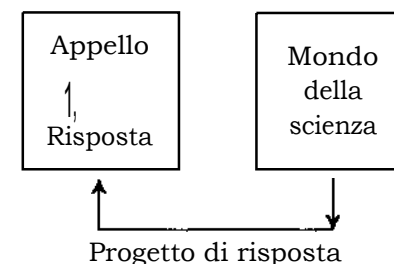 Appello
Risposta
Mondo
della
scienza
Progetto di risposta